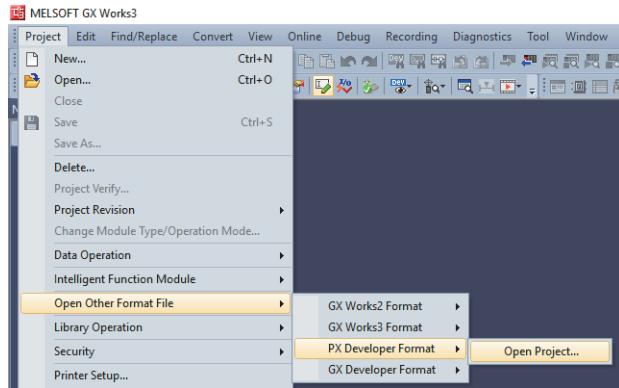 MELSOFT GX Works3
Project Edit Find/Replace Convert View Online Debug Recording Diagnostics Tool Window
New... Ctrl+N
Open... Ctrl+O
Close
Save Ctrl+S
Save As...
Delete...
Project Verify...
Project Revision
Change Module Type/Operation Mode...
Data Operation
Intelligent Function Module
Open Other Format File
GX Works2 Format
Library Operation
GX Works3 Format
Security
PX Developer Format
Open Project...
Printer Setup...
GX Developer Format